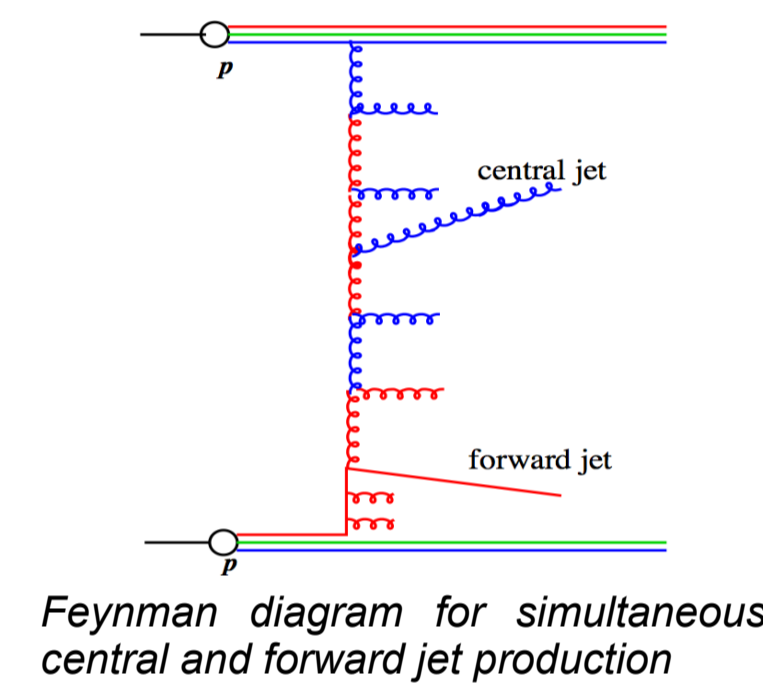 p
central jet
forward jet
p
Feynman diagram for simultaneous
central and forward jet production